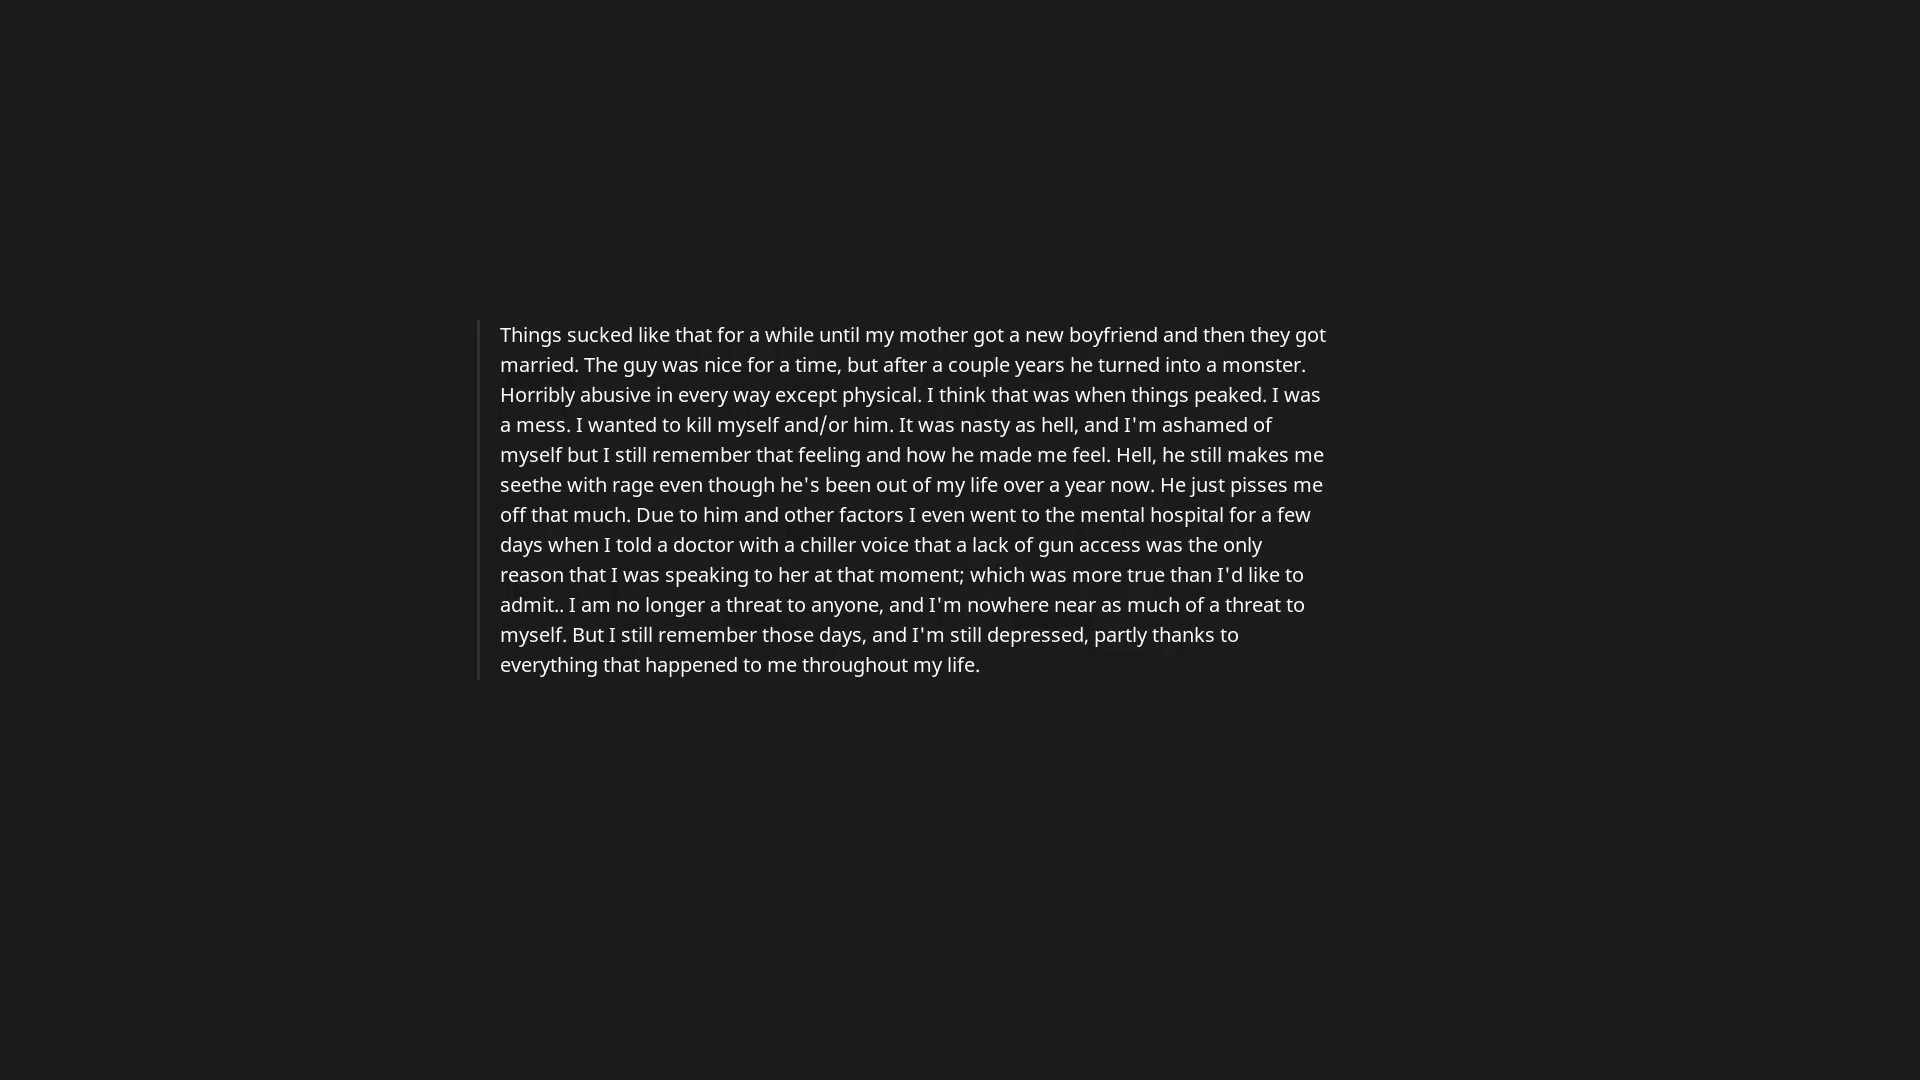 Things sucked like that for a while until my mother got a new boyfriend and then they got
married. The guy was nice for a time, but after a couple years he turned into a monster.
Horribly abusive in every way except physical. I think that was when things peaked. I was
a mess. I wanted to kill myself and/or him. It was nasty as hell, and I'm ashamed of
myself but I still remember that feeling and how he made me feel. Hell, he still makes me
seethe with rage even though he's been out of my life over a year now. He just pisses me
off that much. Due to him and other factors I even went to the mental hospital for a few
days when I told a doctor with a chiller voice that a lack of gun access was the only
reason that I was speaking to her at that moment; which was more true than I'd like to
admit.. I am no longer a threat to anyone, and I'm nowhere near as much of a threat to
myself. But I still remember those days, and I'm still depressed, partly thanks to
everything that happened to me throughout my life.